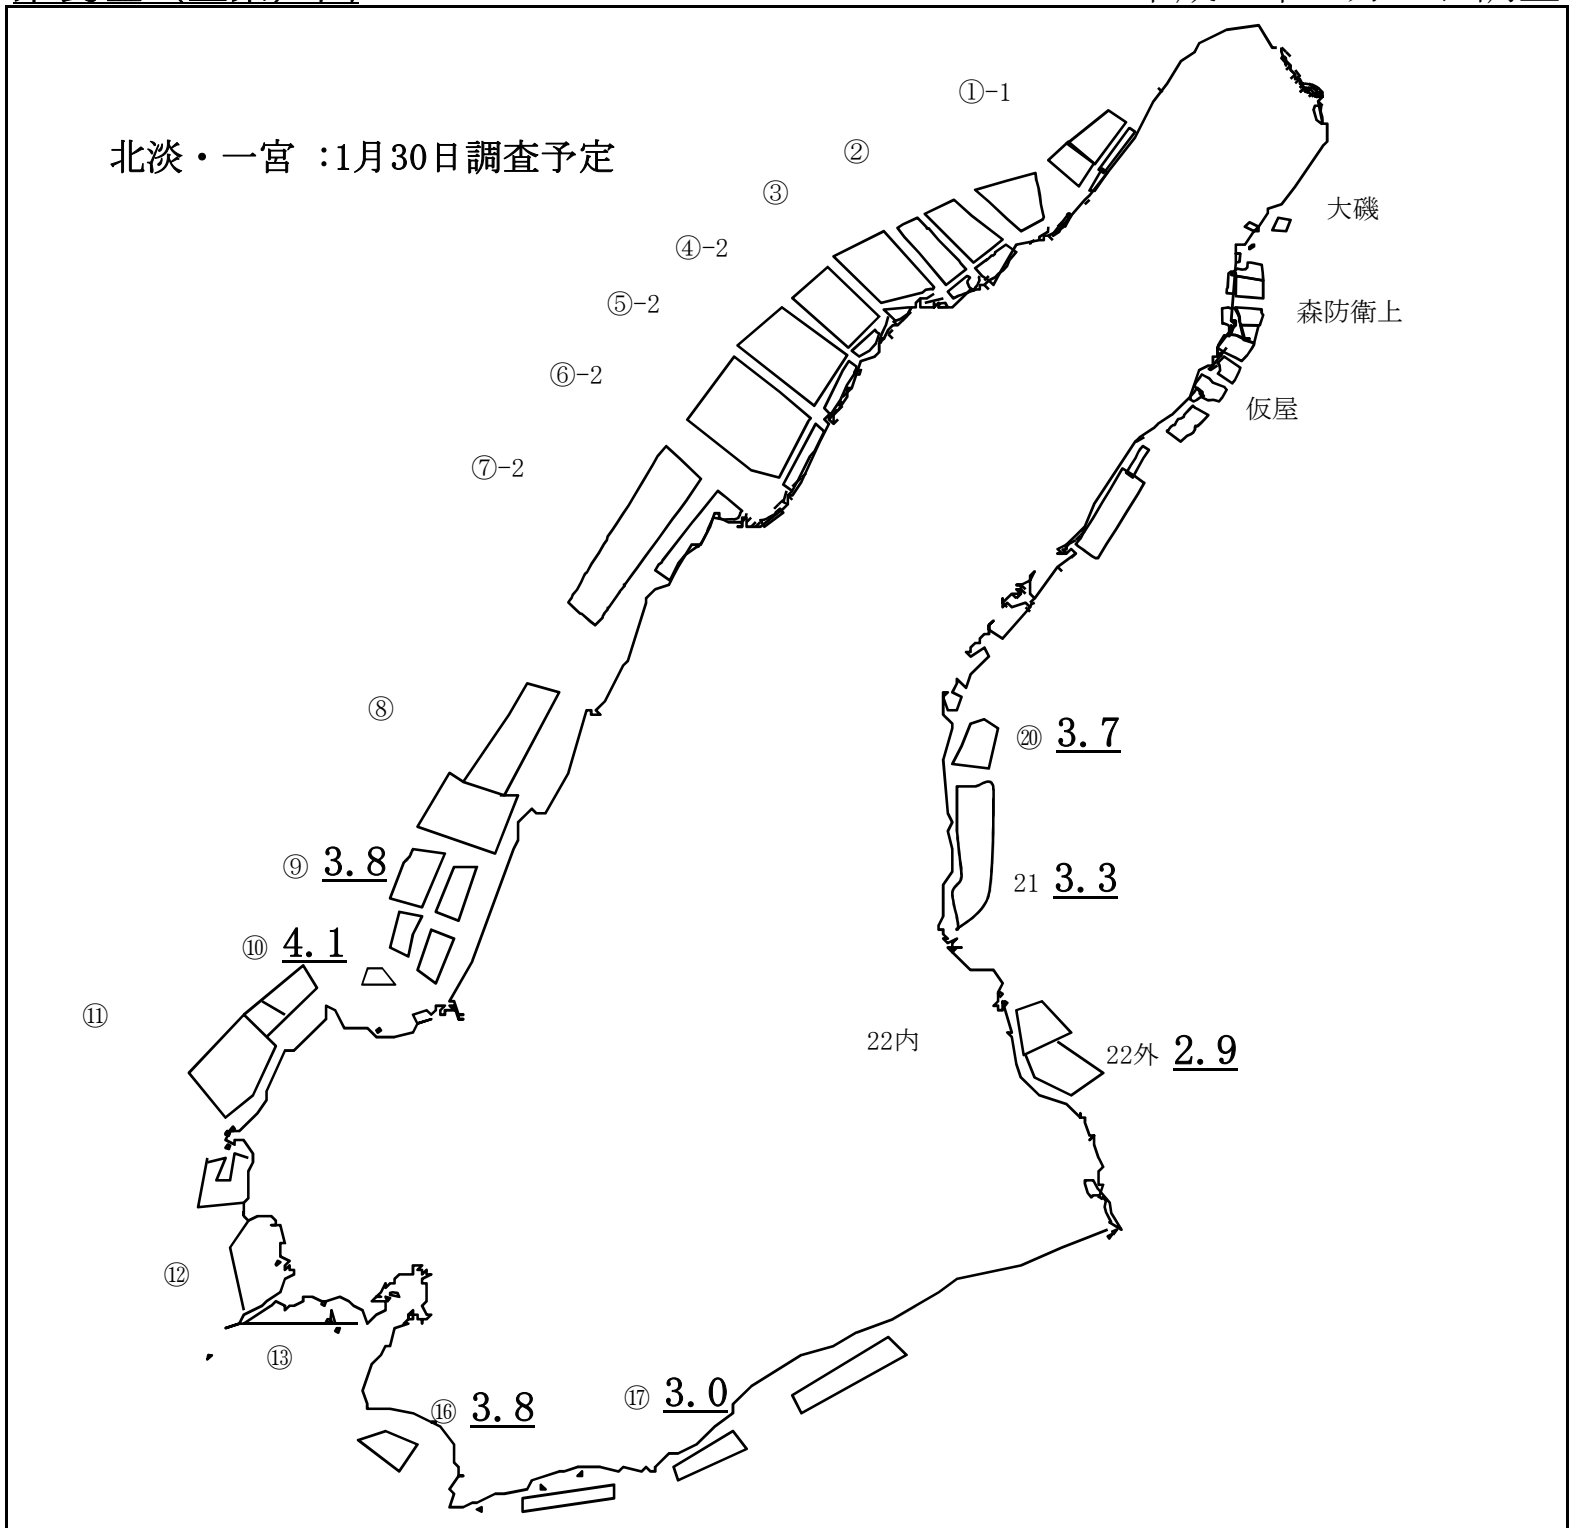 ①-1
北淡・一宮 :1月30日調査予定
②
③
大磯
④-2
⑤-2
森防衛上
⑥-2
仮屋
⑦-2
⑧
⑳ 3.7
⑨ 3.8
21 3.3
⑩ 4.1
⑪
22内
22外 2.9
⑫
⑬
⑯ 3.8
⑰ 3.0